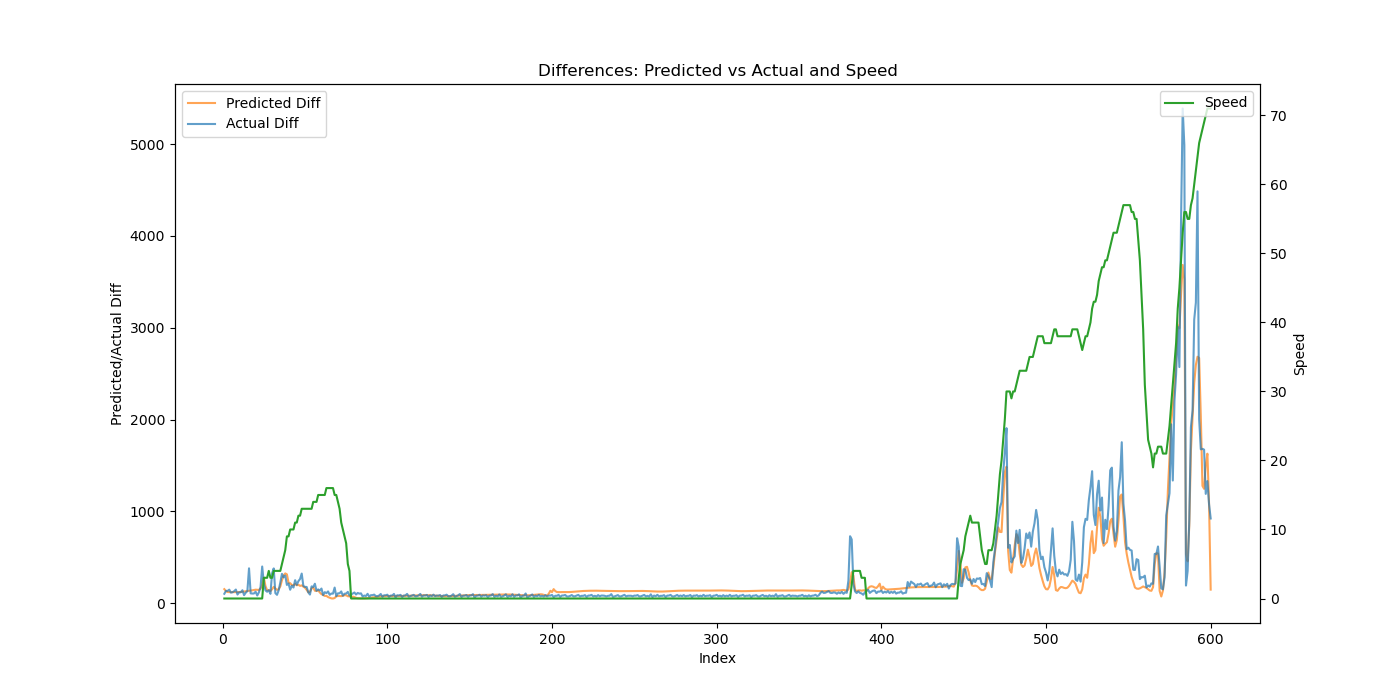 Differences: Predicted vs Actual and Speed
Predicted Diff
Actual Diff
Speed
5000
4000
3000
2000
1000
0
Predicted/Actual Diff
70
60
50
40
30
20
10
0
Speed
0 100 200 300 400 500 600
Index